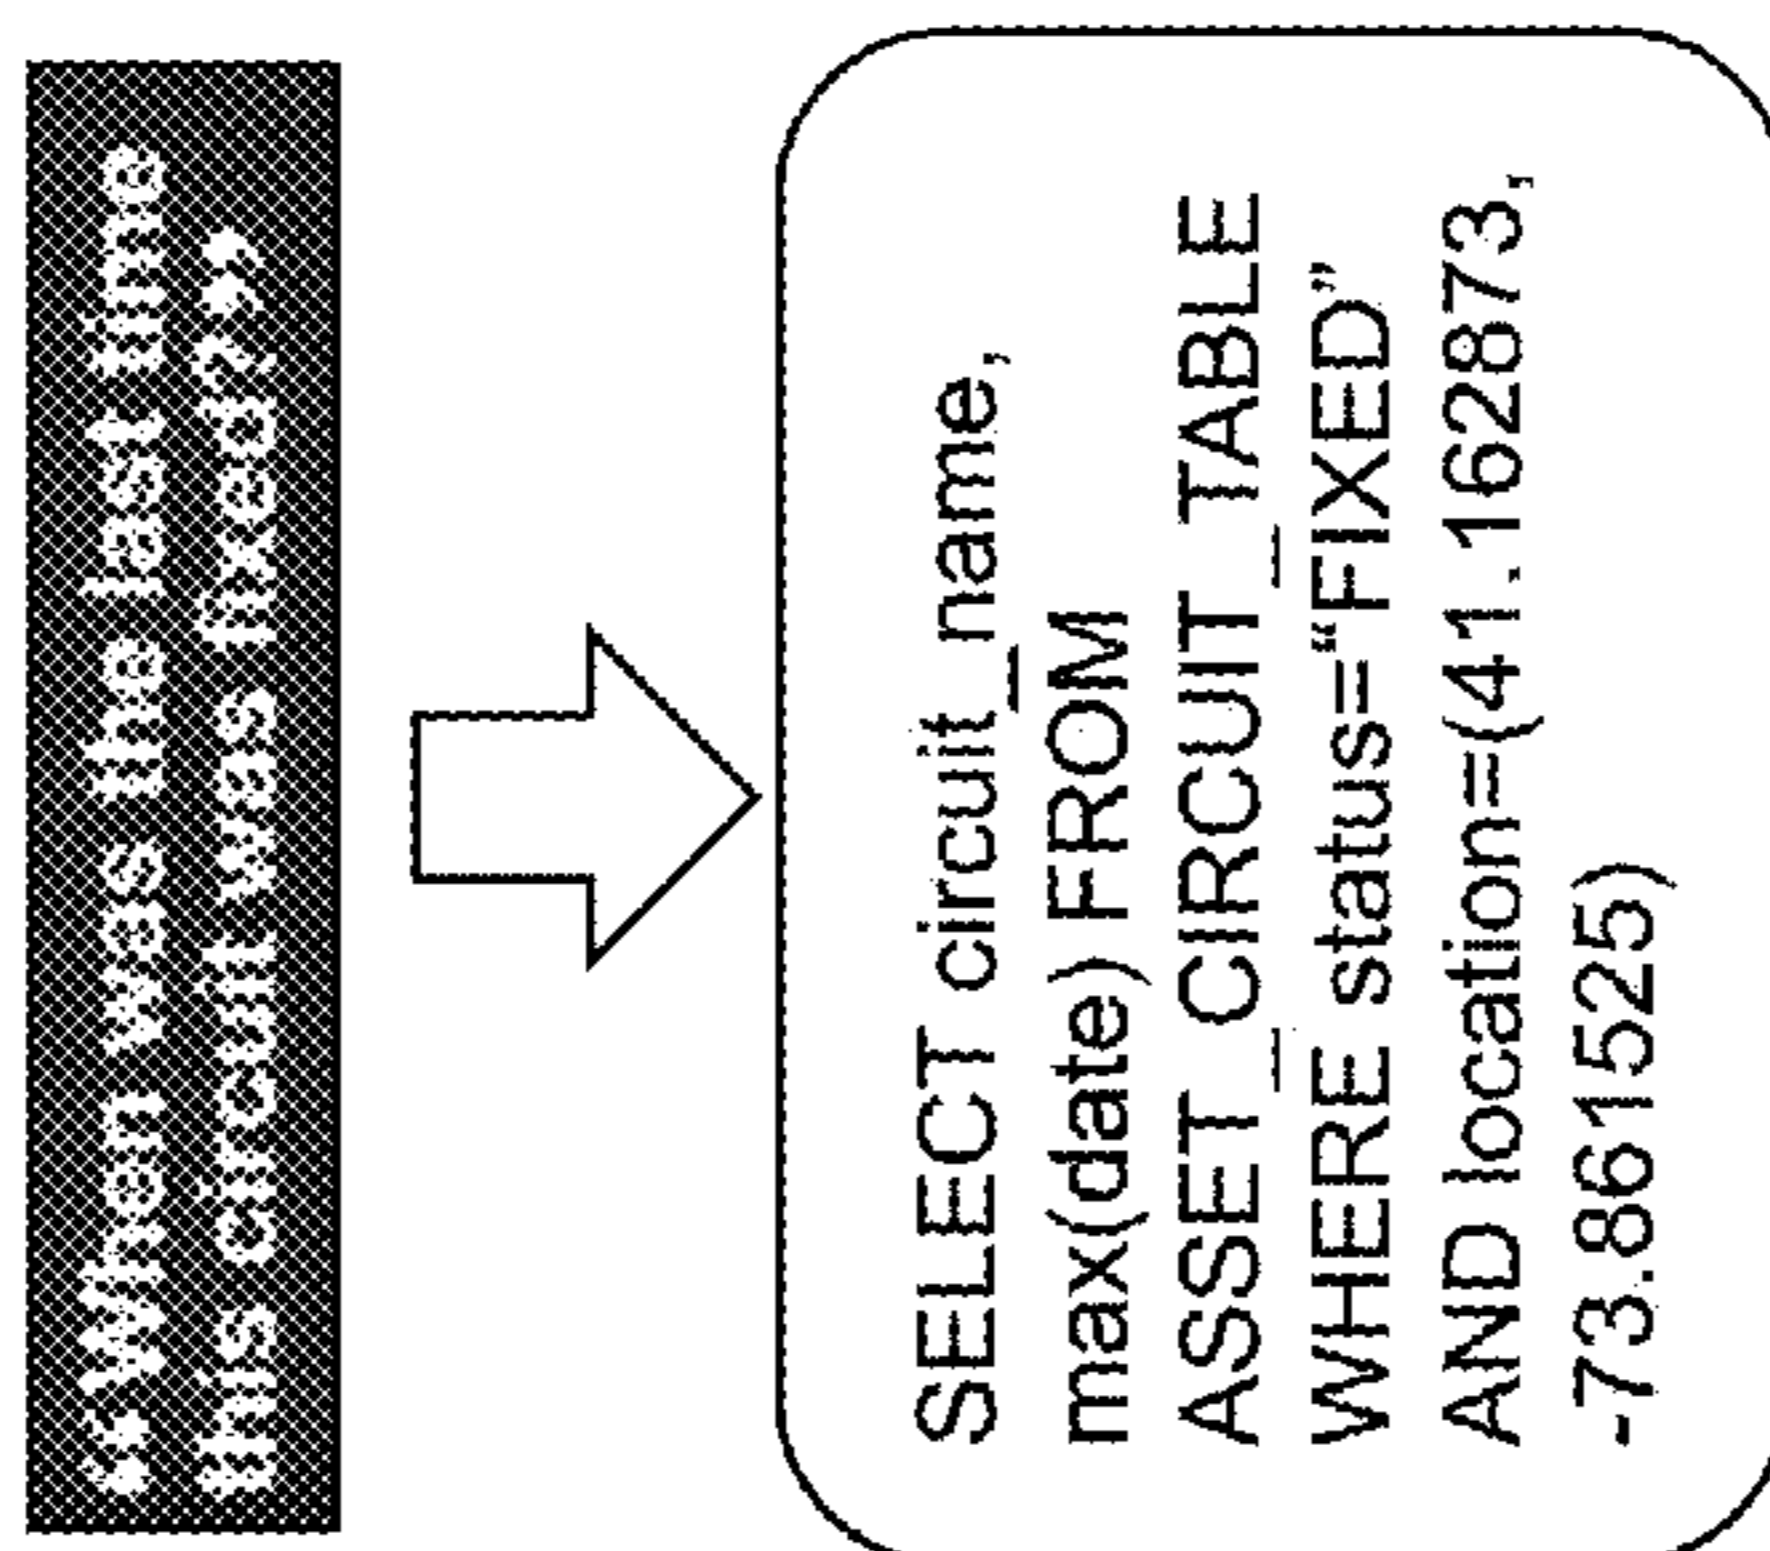 “When was the last time
this circuit was fixed?”
SELECT circuit_name,
max(date) FROM
ASSET_CIRCUIT_TABLE
WHERE status=“FIXED”
AND location=(41.162873,
-73.861525)